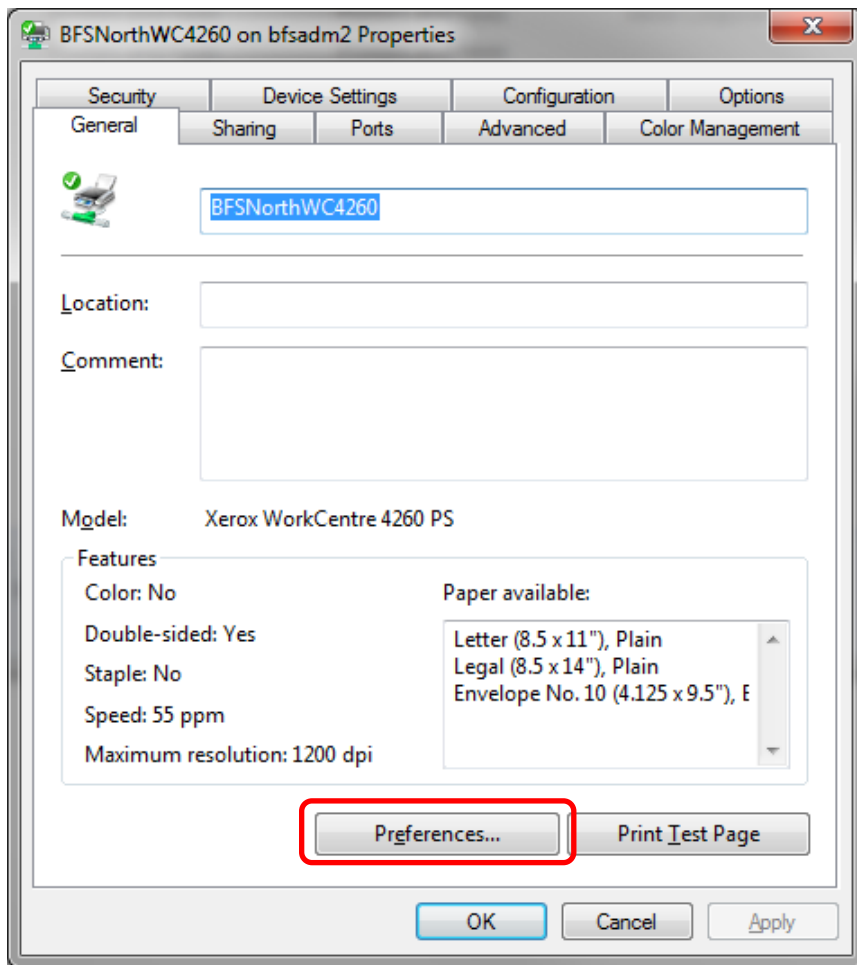 BFSNorthWC4260 on bfsadm2 Properties
Security Device Settings Configuration Options
General Sharing Ports Advanced Color Management
BFSNorthWC4260
Location:
Comment:
Model: Xerox WorkCentre 4260 PS
Features
Color: No Paper available:
Double-sided: Yes
Letter (8.5 x 11"), Plain
Staple: No
Legal (8.5 x 14"), Plain
Envelope No. 10 (4.125 x 9.5"), E
Speed: 55 ppm
Maximum resolution: 1200 dpi
Preferences... Print Test Page
OK Cancel Apply